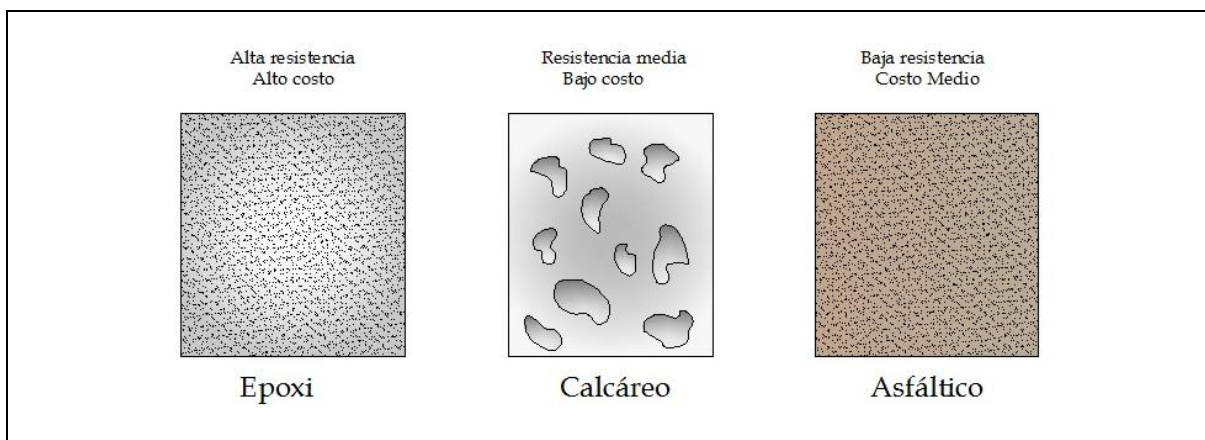 Alta resistencia
Alto costo
Resistencia media
Bajo costo
Baja resistencia
Costo Medio
Epoxi
Calcáreo
Asfáltico